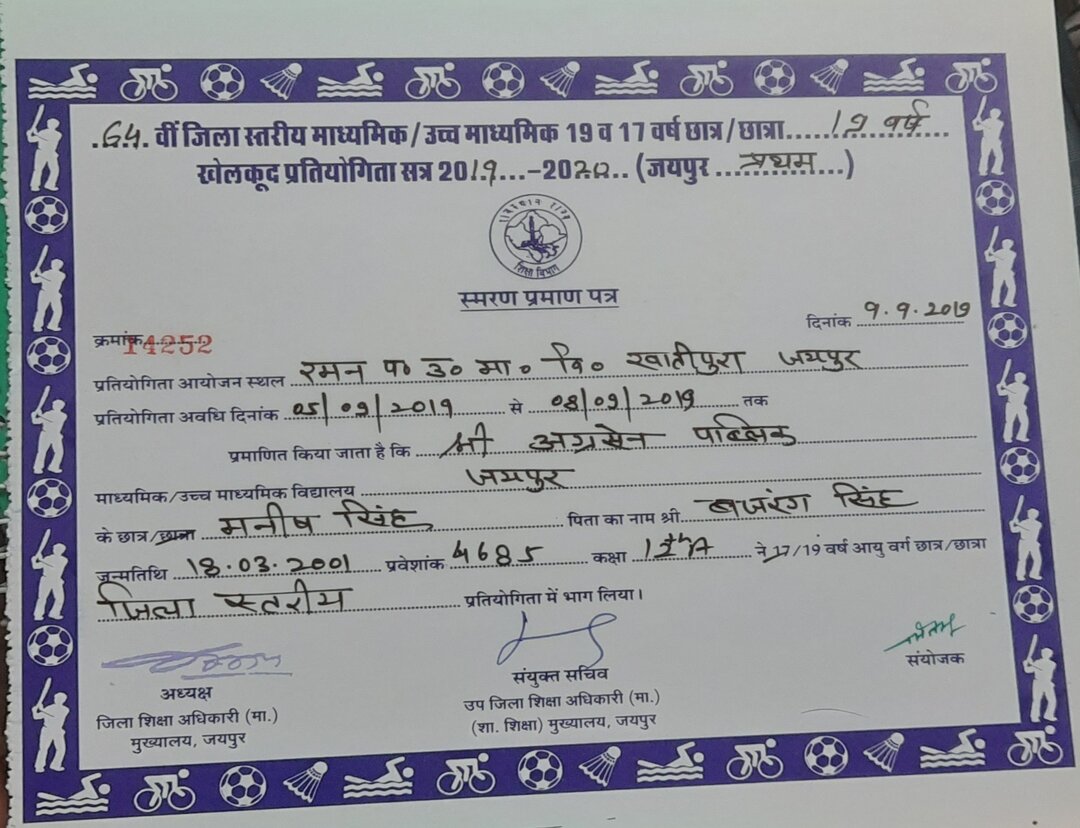 64. वीं जिला स्तरीय माध्यमिक/उच्च माध्यमिक 19 व 17 वर्ष छात्र/छात्रा.....19 वर्ष....
खेलकूद प्रतियोगिता सत्र 2019...-2020.. (जयपुर ...प्रथम...)
शिक्षा विभाग
स्मरण प्रमाण पत्र
क्रमांक 14252
दिनांक 9.9.2019
प्रतियोगिता आयोजन स्थल रमन प० उ० मा० वि० खातीपुरा जयपुर
प्रतियोगिता अवधि दिनांक 05/09/2019 से 08/09/2019 तक
प्रमाणित किया जाता है कि श्री अग्रसेन पब्लिक
माध्यमिक/उच्च माध्यमिक विद्यालय जयपुर
के छात्र/छात्रा मनीष सिंह पिता का नाम श्री बजरंग सिंह
जन्मतिथि 18.03.2001 प्रवेशांक 4685 कक्षा 12th A ने 17/19 वर्ष आयु वर्ग छात्र/छात्रा
जिला स्तरीय प्रतियोगिता में भाग लिया।
अध्यक्ष
जिला शिक्षा अधिकारी (मा.)
मुख्यालय, जयपुर
संयुक्त सचिव
उप जिला शिक्षा अधिकारी (मा.)
(शा. शिक्षा) मुख्यालय, जयपुर
संयोजक